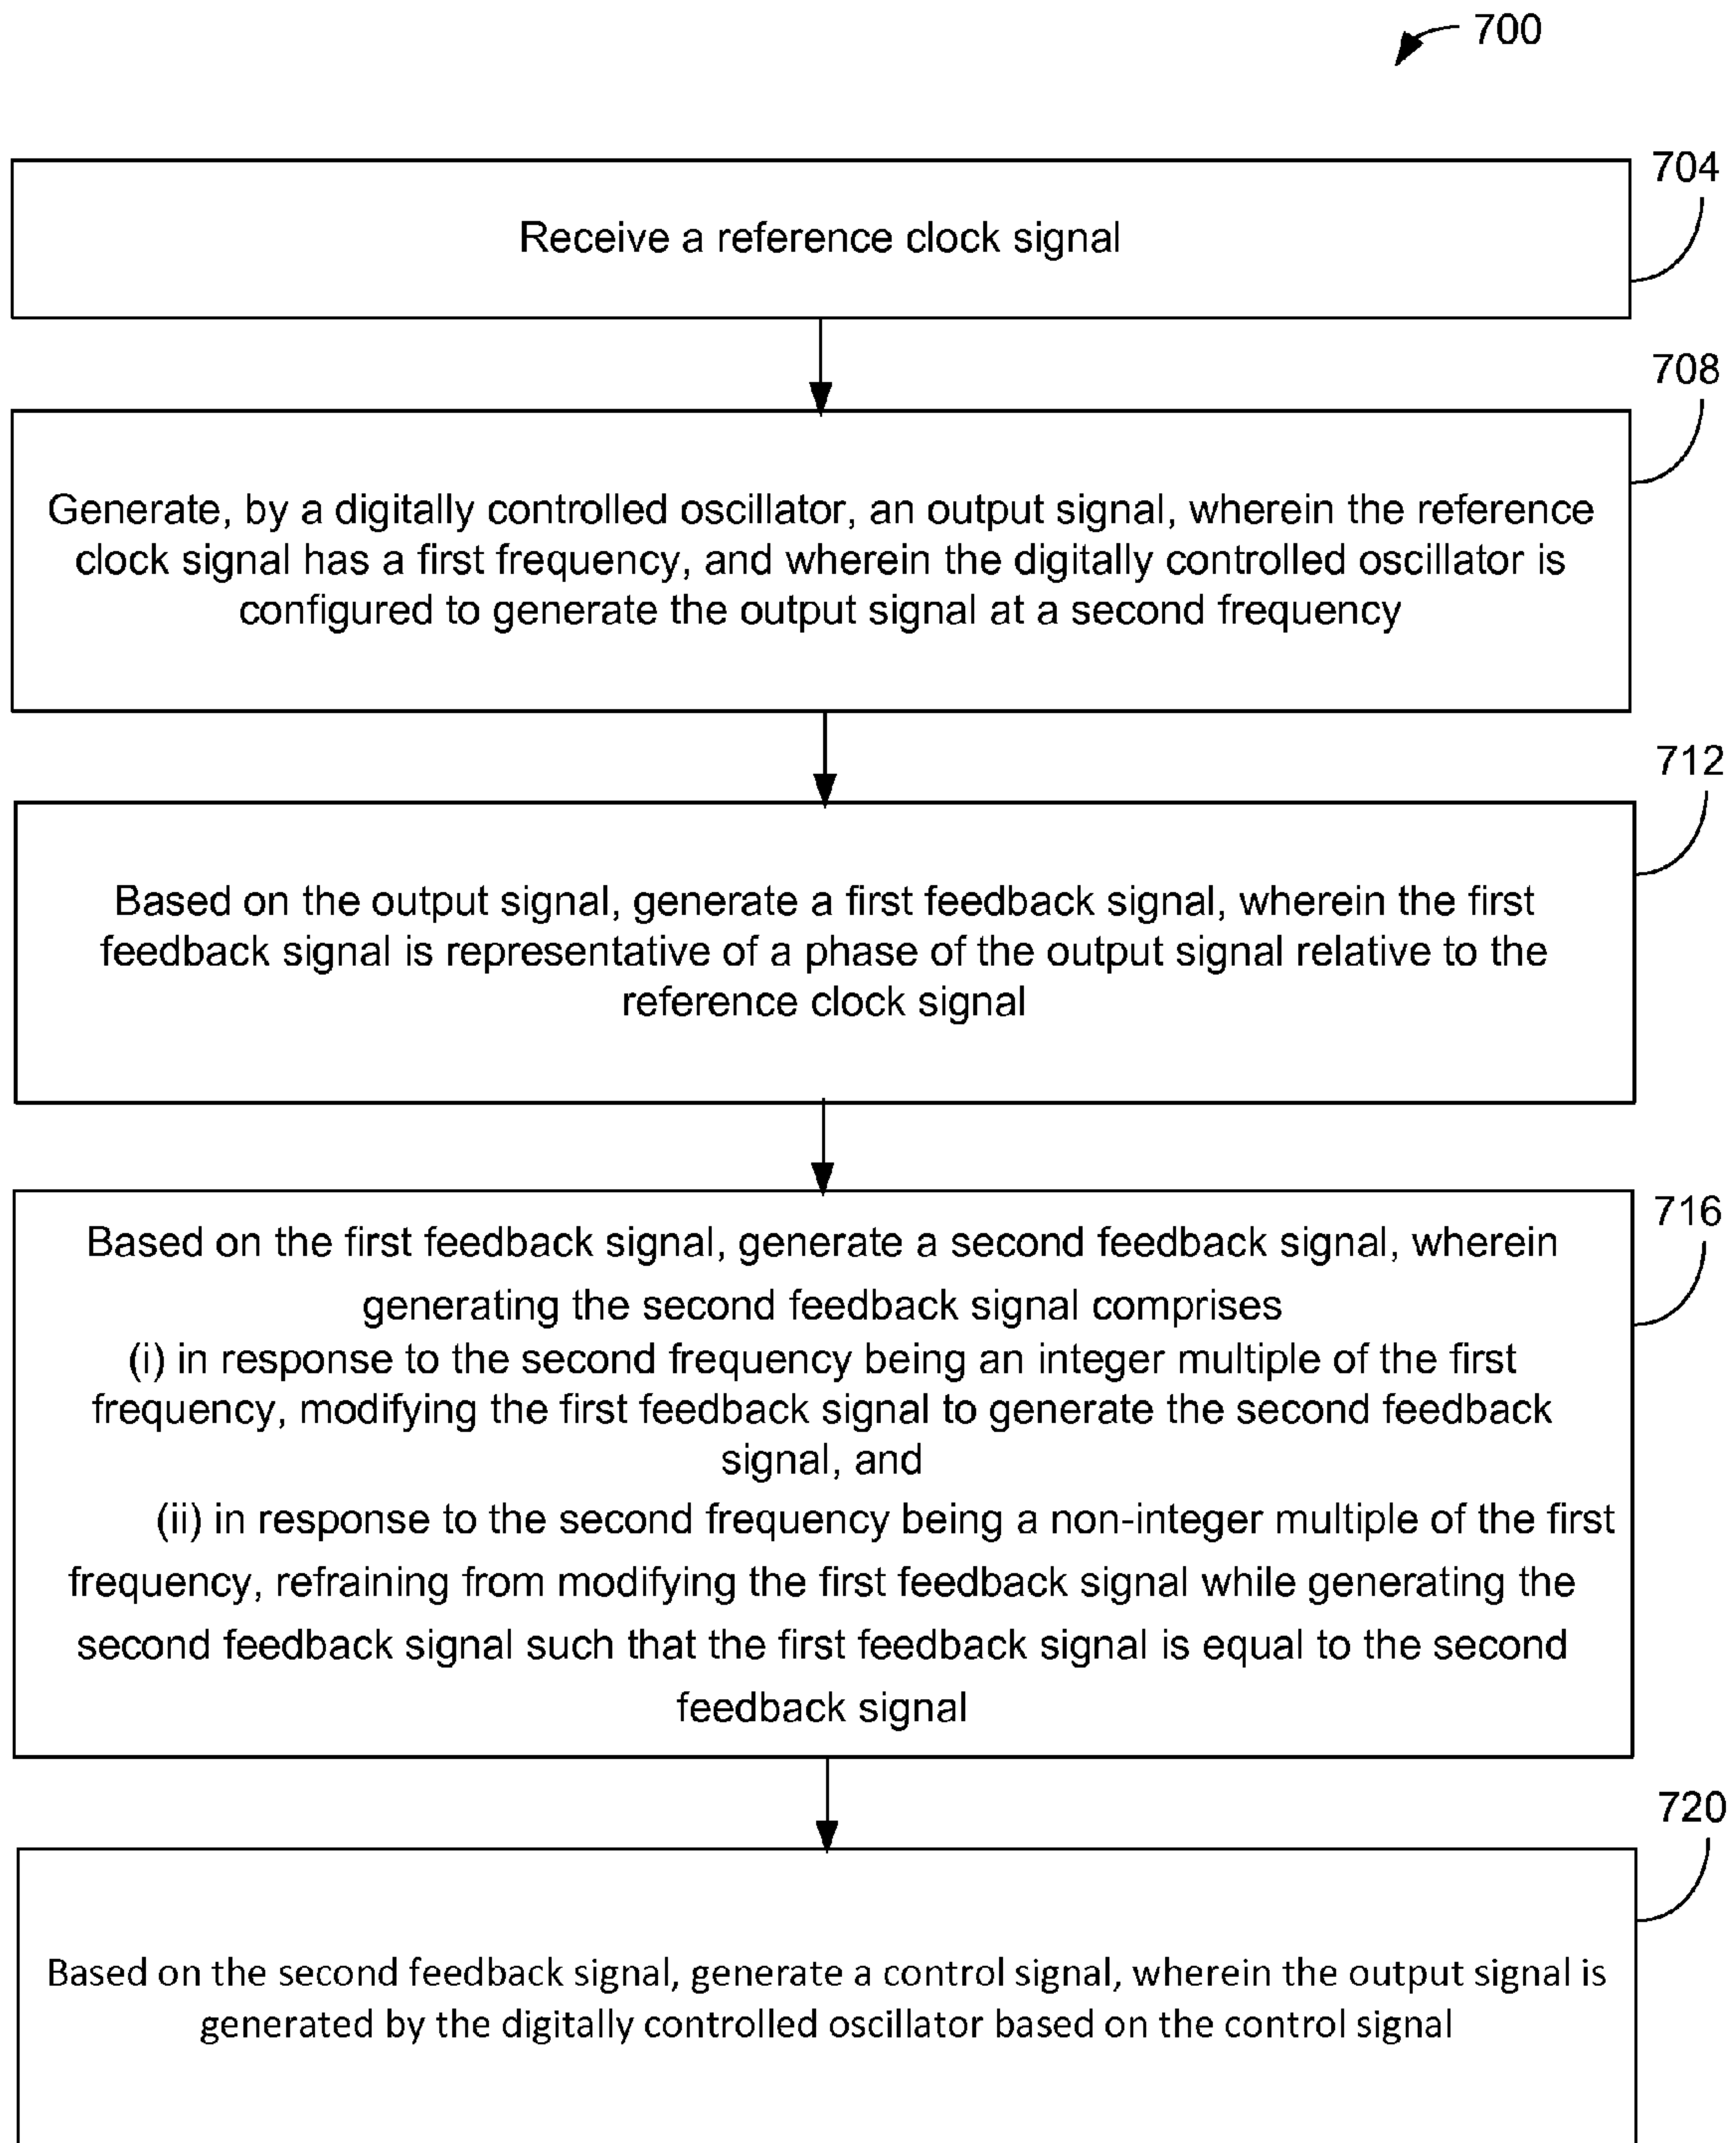 700
704
Receive a reference clock signal
708
Generate, by a digitally controlled oscillator, an output signal, wherein the reference
clock signal has a first frequency, and wherein the digitally controlled oscillator is
configured to generate the output signal at a second frequency
712
Based on the output signal, generate a first feedback signal, wherein the first
feedback signal is representative of a phase of the output signal relative to the
reference clock signal
716
Based on the first feedback signal, generate a second feedback signal, wherein
generating the second feedback signal comprises
(i) in response to the second frequency being an integer multiple of the first
frequency, modifying the first feedback signal to generate the second feedback
signal, and
(ii) in response to the second frequency being a non-integer multiple of the first
frequency, refraining from modifying the first feedback signal while generating the
second feedback signal such that the first feedback signal is equal to the second
feedback signal
720
Based on the second feedback signal, generate a control signal, wherein the output signal is
generated by the digitally controlled oscillator based on the control signal